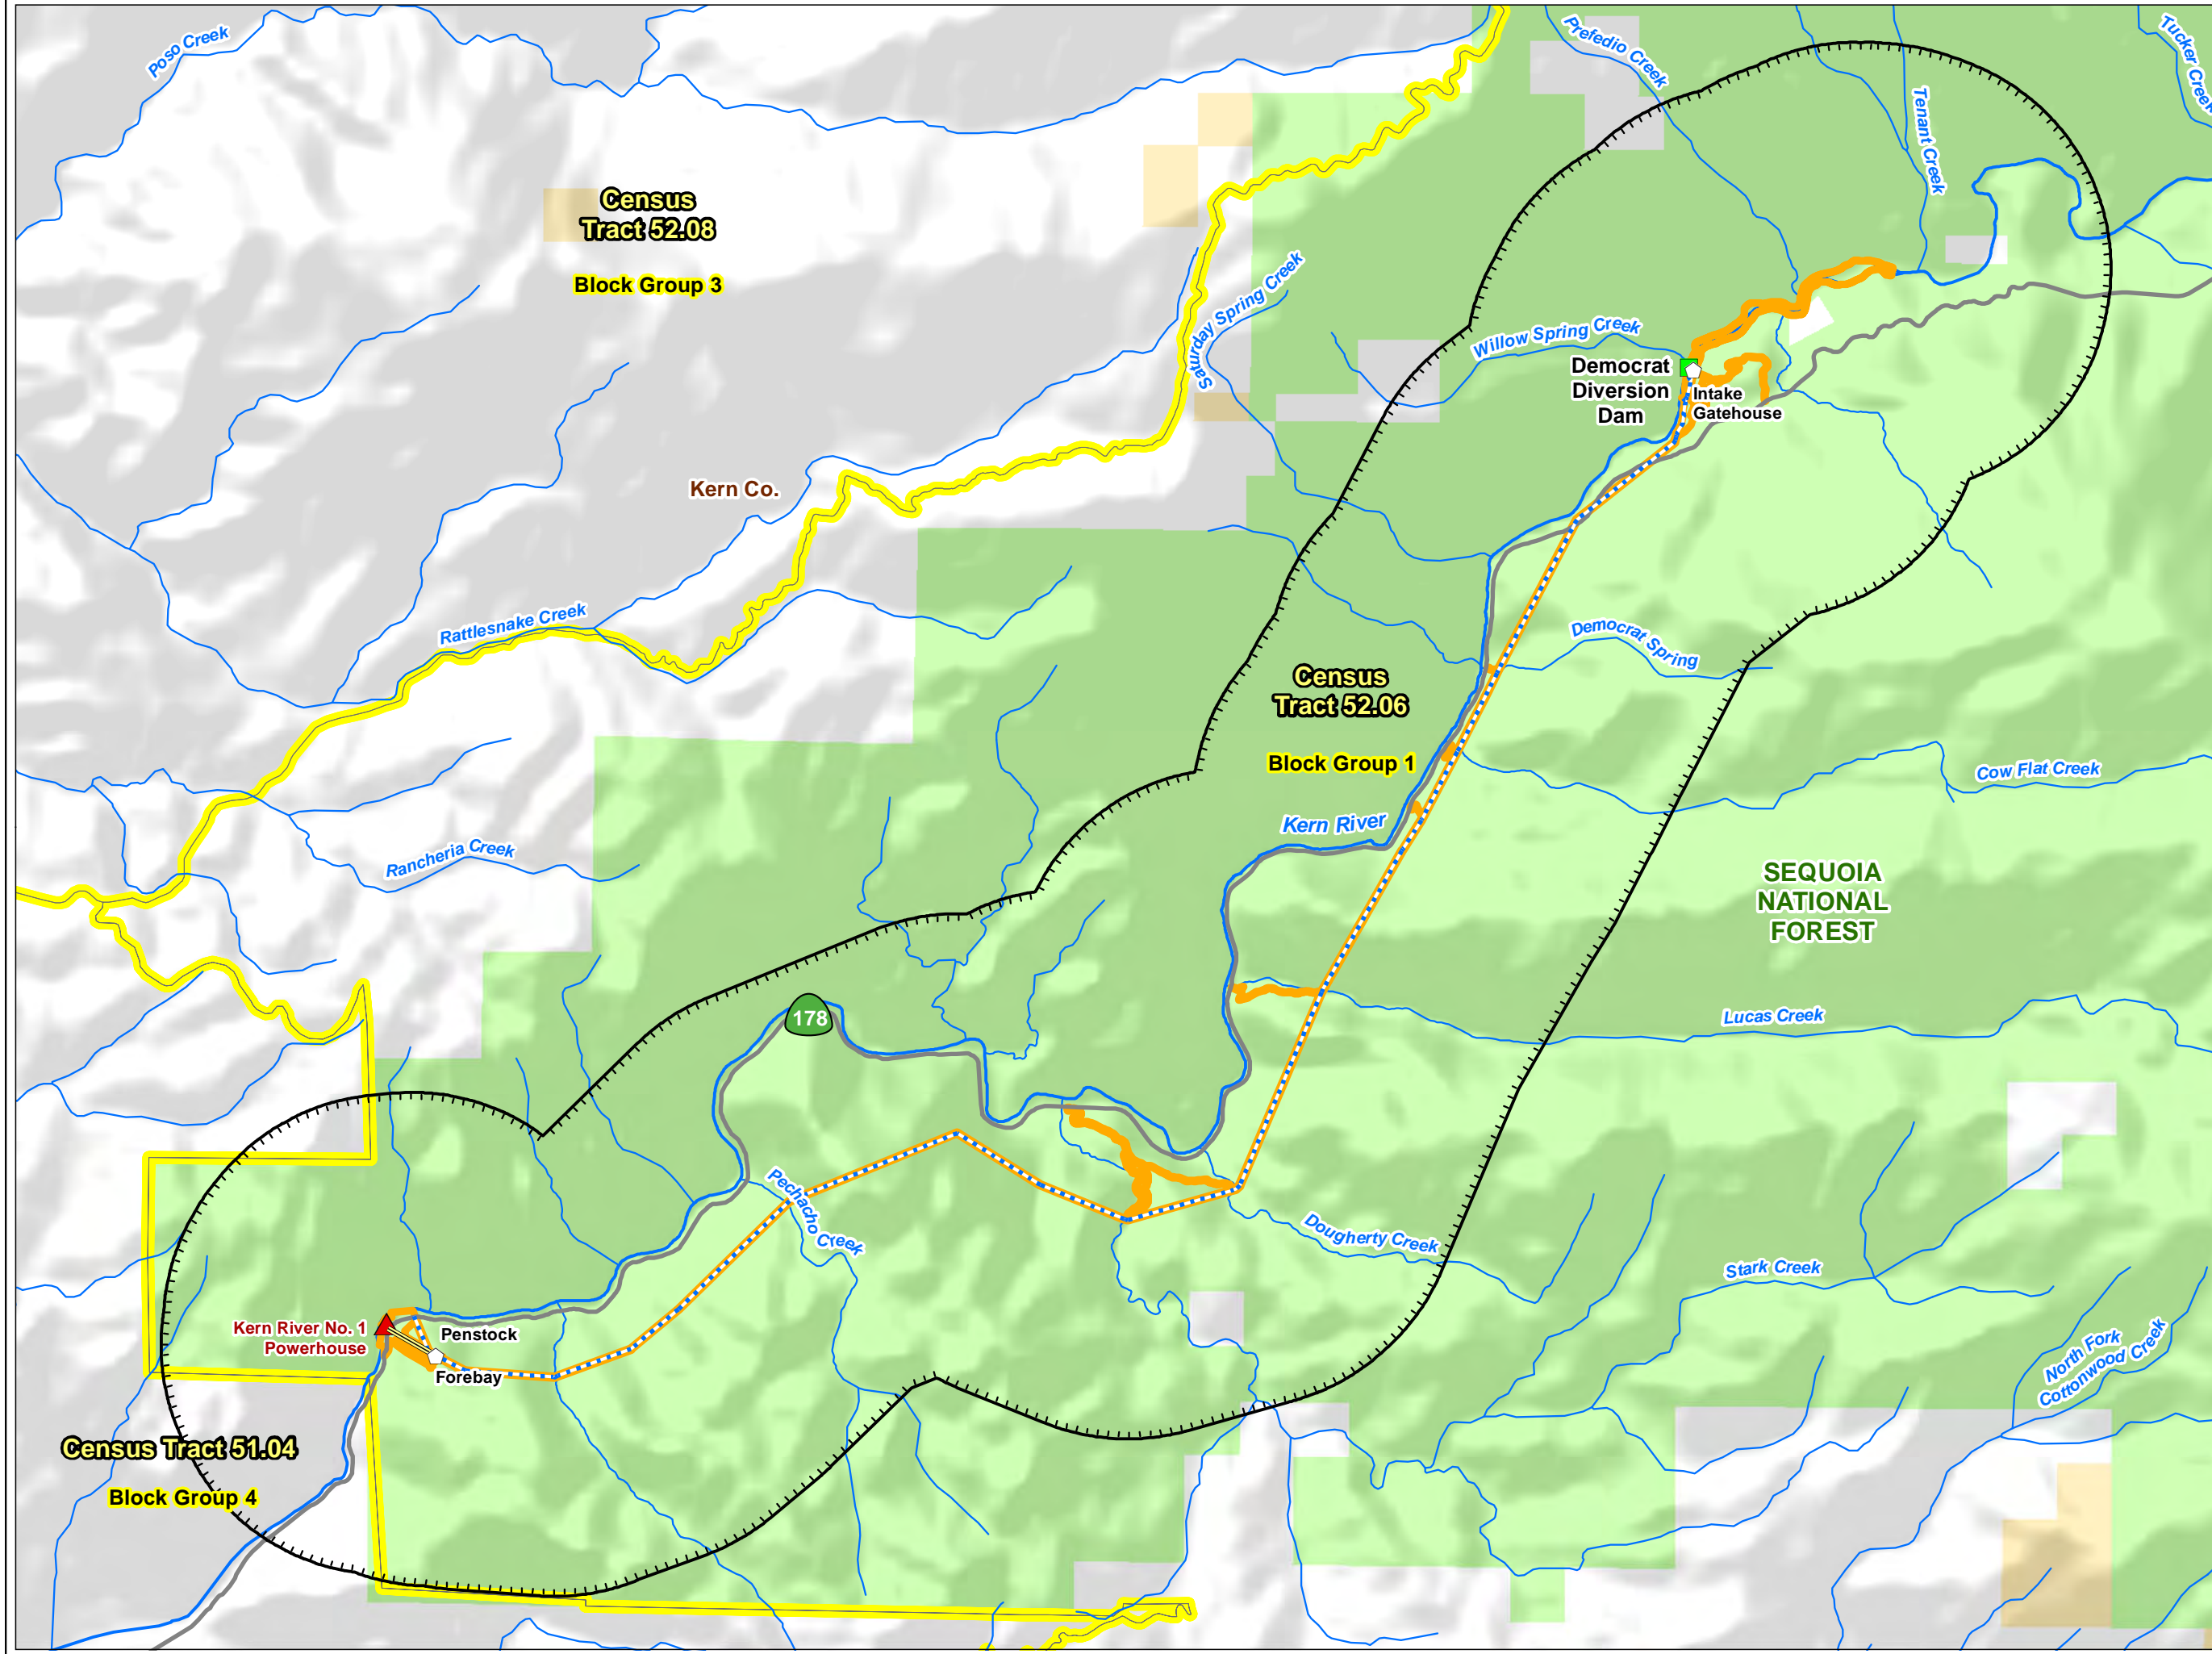 Poso Creek
Prefedio Creek
Tucker Creek
Tenant Creek
Census
Tract 52.08
Block Group 3
Saturday Spring Creek
Willow Spring Creek
Democrat
Diversion
Dam
Intake
Gatehouse
Kern Co.
Rattlesnake Creek
Democrat Spring
Census
Tract 52.06
Block Group 1
Cow Flat Creek
Kern River
Rancheria Creek
SEQUOIA
NATIONAL
FOREST
178
Lucas Creek
Pechacho Creek
Dougherty Creek
Stark Creek
Kern River No. 1
Powerhouse
Penstock
Forebay
North Fork
Cottonwood Creek
Census Tract 51.04
Block Group 4